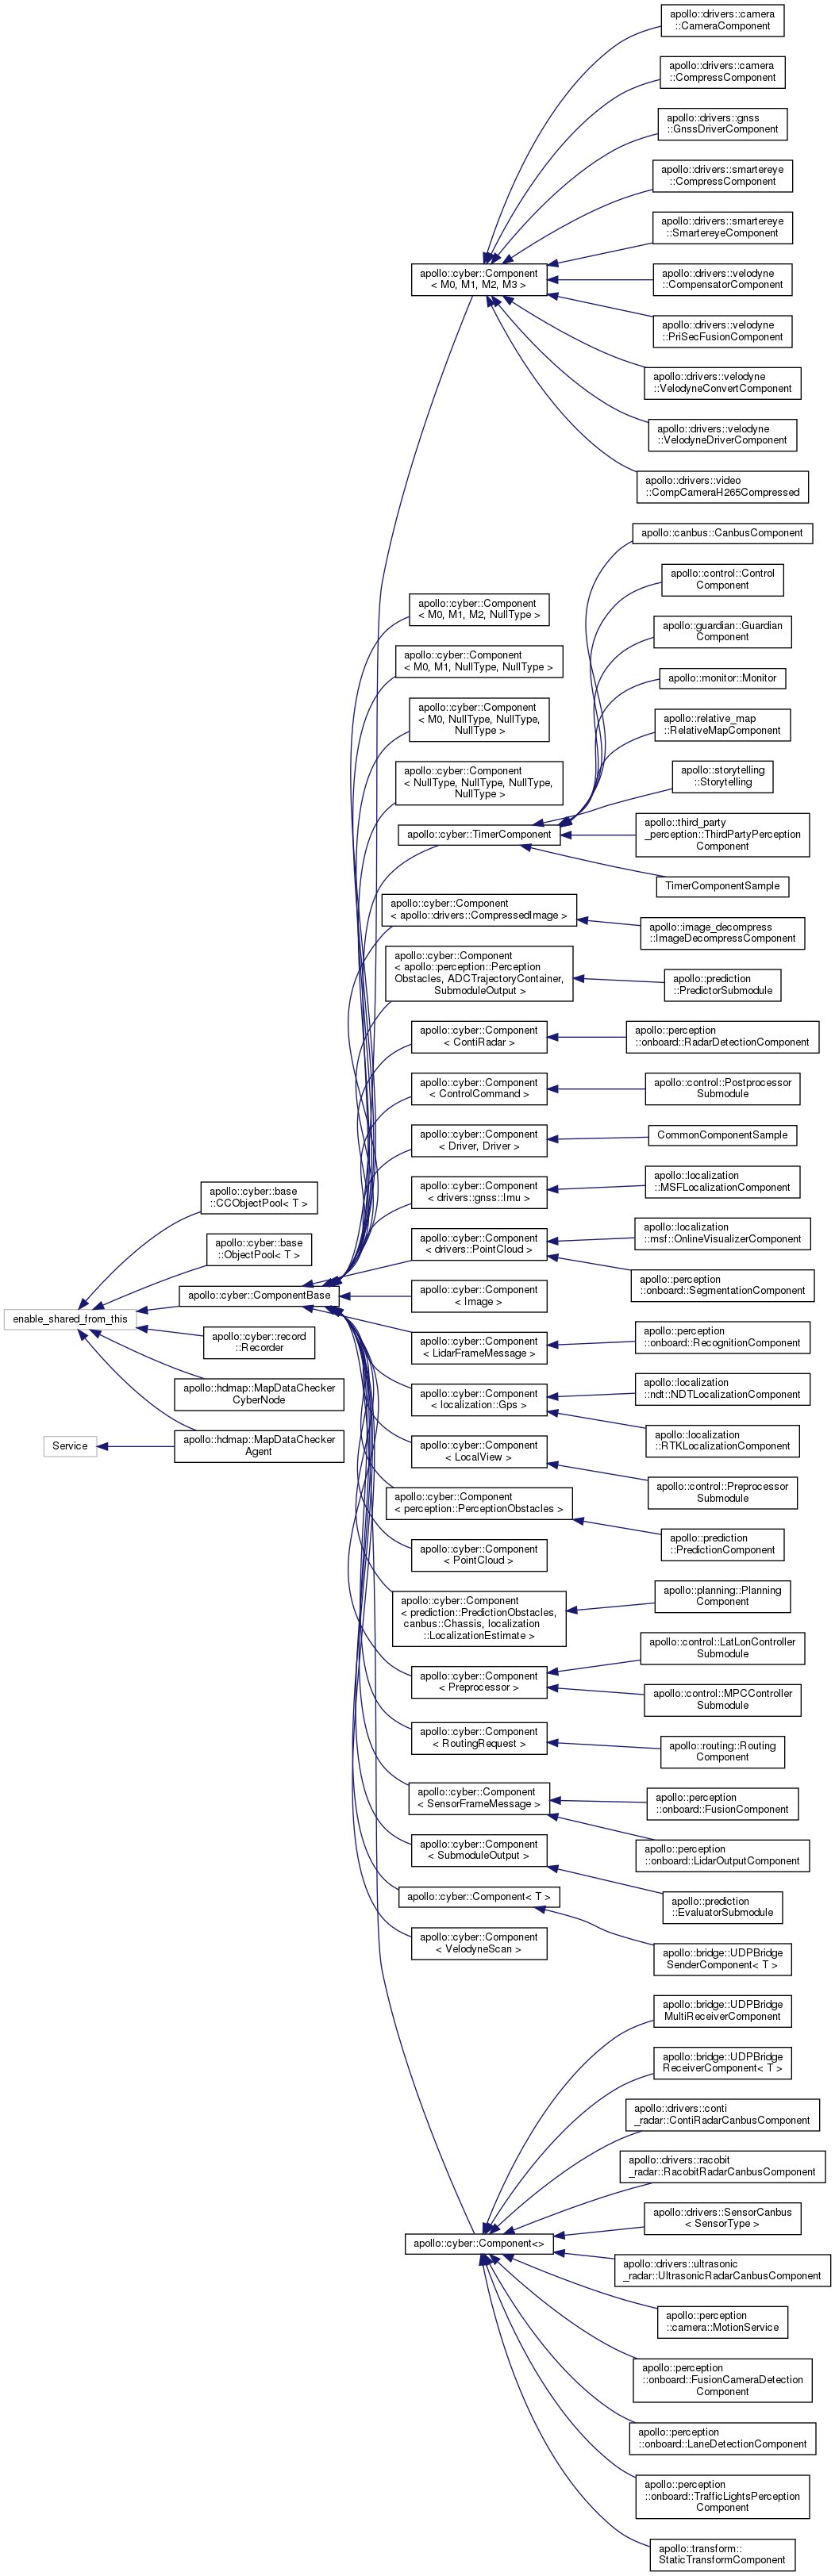 apollo::drivers::camera
::CameraComponent
apollo::drivers::camera
::CompressComponent
apollo::drivers::gnss
::GnssDriverComponent
apollo::drivers::smartereye
::CompressComponent
apollo::drivers::smartereye
::SmartereyeComponent
apollo::cyber::Component
< M0, M1, M2, M3 >
apollo::drivers::velodyne
::CompensatorComponent
apollo::drivers::velodyne
::PriSecFusionComponent
apollo::drivers::velodyne
::VelodyneConvertComponent
apollo::drivers::velodyne
::VelodyneDriverComponent
apollo::drivers::video
::CompCameraH265Compressed
apollo::canbus::CanbusComponent
apollo::control::Control
Component
apollo::cyber::Component
< M0, M1, M2, NullType >
apollo::guardian::Guardian
Component
apollo::cyber::Component
< M0, M1, NullType, NullType >
apollo::monitor::Monitor
apollo::cyber::Component
< M0, NullType, NullType,
NullType >
apollo::relative_map
::RelativeMapComponent
apollo::cyber::Component
< NullType, NullType, NullType,
NullType >
apollo::storytelling
::Storytelling
apollo::cyber::TimerComponent
apollo::third_party
_perception::ThirdPartyPerception
Component
TimerComponentSample
apollo::cyber::Component
< apollo::drivers::CompressedImage >
apollo::image_decompress
::ImageDecompressComponent
apollo::cyber::Component
< apollo::perception::Perception
Obstacles, ADCTrajectoryContainer,
SubmoduleOutput >
apollo::prediction
::PredictorSubmodule
apollo::cyber::Component
< ContiRadar >
apollo::perception
::onboard::RadarDetectionComponent
apollo::cyber::Component
< ControlCommand >
apollo::control::Postprocessor
Submodule
apollo::cyber::Component
< Driver, Driver >
CommonComponentSample
apollo::cyber::base
::CCObjectPool< T >
apollo::cyber::Component
< drivers::gnss::Imu >
apollo::localization
::MSFLocalizationComponent
apollo::cyber::base
::ObjectPool< T >
apollo::cyber::Component
< drivers::PointCloud >
apollo::localization
::msf::OnlineVisualizerComponent
apollo::perception
::onboard::SegmentationComponent
apollo::cyber::ComponentBase
apollo::cyber::Component
< Image >
enable_shared_from_this
apollo::cyber::record
::Recorder
apollo::cyber::Component
< LidarFrameMessage >
apollo::perception
::onboard::RecognitionComponent
apollo::hdmap::MapDataChecker
CyberNode
apollo::cyber::Component
< localization::Gps >
apollo::localization
::ndt::NDTLocalizationComponent
apollo::localization
::RTKLocalizationComponent
Service
apollo::hdmap::MapDataChecker
Agent
apollo::cyber::Component
< LocalView >
apollo::control::Preprocessor
Submodule
apollo::cyber::Component
< perception::PerceptionObstacles >
apollo::prediction
::PredictionComponent
apollo::cyber::Component
< PointCloud >
apollo::cyber::Component
< prediction::PredictionObstacles,
canbus::Chassis, localization
::LocalizationEstimate >
apollo::planning::Planning
Component
apollo::control::LatLonController
Submodule
apollo::cyber::Component
< Preprocessor >
apollo::control::MPCController
Submodule
apollo::cyber::Component
< RoutingRequest >
apollo::routing::Routing
Component
apollo::cyber::Component
< SensorFrameMessage >
apollo::perception
::onboard::FusionComponent
apollo::perception
::onboard::LidarOutputComponent
apollo::cyber::Component
< SubmoduleOutput >
apollo::prediction
::EvaluatorSubmodule
apollo::cyber::Component< T >
apollo::cyber::Component
< VelodyneScan >
apollo::bridge::UDPBridge
SenderComponent< T >
apollo::bridge::UDPBridge
MultiReceiverComponent
apollo::bridge::UDPBridge
ReceiverComponent< T >
apollo::drivers::conti
_radar::ContiRadarCanbusComponent
apollo::drivers::racobit
_radar::RacobitRadarCanbusComponent
apollo::drivers::SensorCanbus
< SensorType >
apollo::cyber::Component<>
apollo::drivers::ultrasonic
_radar::UltrasonicRadarCanbusComponent
apollo::perception
::camera::MotionService
apollo::perception
::onboard::FusionCameraDetection
Component
apollo::perception
::onboard::LaneDetectionComponent
apollo::perception
::onboard::TrafficLightsPerception
Component
apollo::transform::
StaticTransformComponent